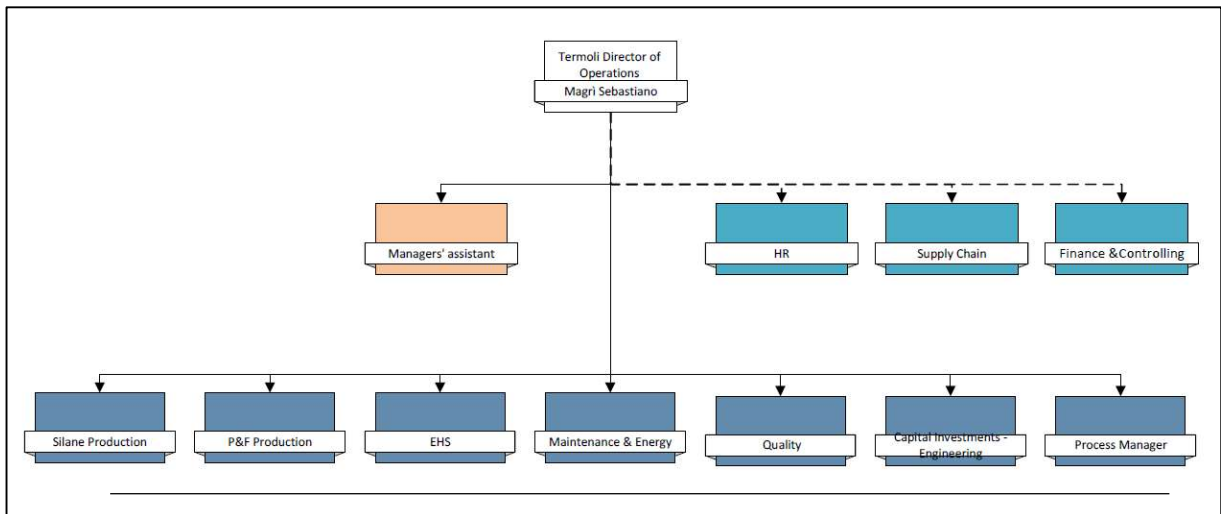 Termoli Director of
Operations
Magrì Sebastiano
Managers' assistant
HR
Supply Chain
Finance &Controlling
Silane Production
P&F Production
EHS
Maintenance & Energy
Quality
Capital Investments -
Engineering
Process Manager